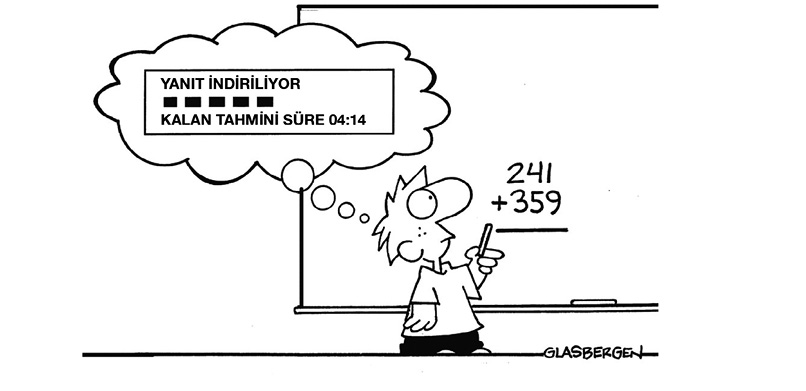 YANIT İNDİRİLİYOR
KALAN TAHMİNİ SÜRE 04:14
241
+359
GLASBERGEN